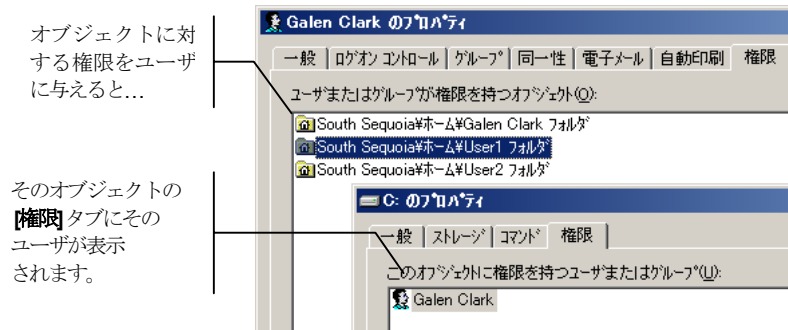 オブジェクトに対
する権限をユーザ
に与えると...
Galen Clark のﾌﾟﾛﾊﾟﾃｨ
一般 ﾛｸﾞｵﾝ ｺﾝﾄﾛｰﾙ ｸﾞﾙｰﾌﾟ 同一性 電子ﾒｰﾙ 自動印刷 権限
ﾕｰｻﾞまたはｸﾞﾙｰﾌﾟが権限を持つｵﾌﾞｼﾞｪｸﾄ(O):
South Sequoia¥ﾎｰﾑ¥Galen Clark ﾌｫﾙﾀﾞ
South Sequoia¥ﾎｰﾑ¥User1 ﾌｫﾙﾀﾞ
South Sequoia¥ﾎｰﾑ¥User2 ﾌｫﾙﾀﾞ
そのオブジェクトの
[権限]タブにその
ユーザが表示
されます。
C: のﾌﾟﾛﾊﾟﾃｨ
一般 ｽﾄﾚｰｼﾞ ｺﾏﾝﾄﾞ 権限
このｵﾌﾞｼﾞｪｸﾄに権限を持つﾕｰｻﾞまたはｸﾞﾙｰﾌﾟ(U):
Galen Clark